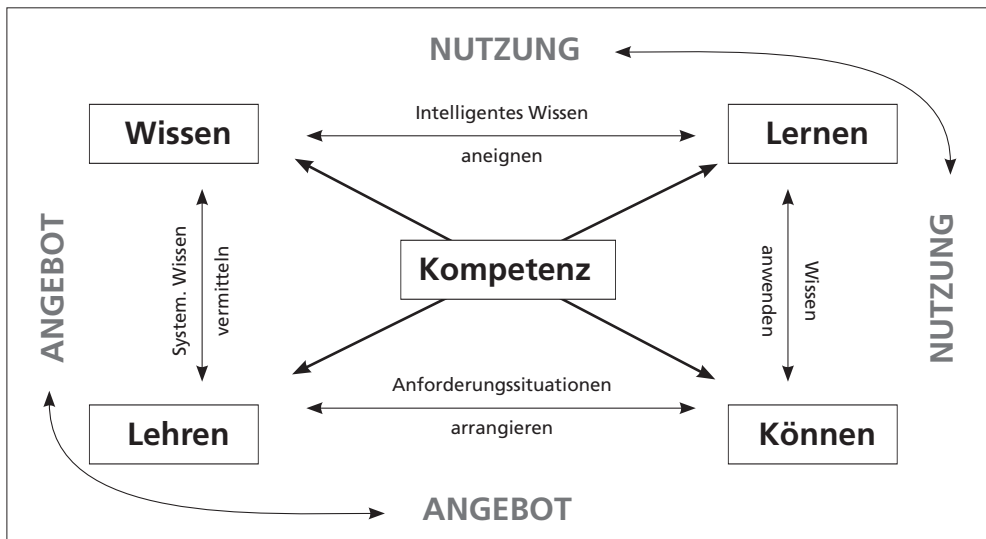 NUTZUNG
Wissen
Intelligentes Wissen
aneignen
Lernen
ANGEBOT
System. Wissen
vermitteln
Kompetenz
Wissen
anwenden
NUTZUNG
Lehren
Anforderungssituationen
arrangieren
Können
ANGEBOT